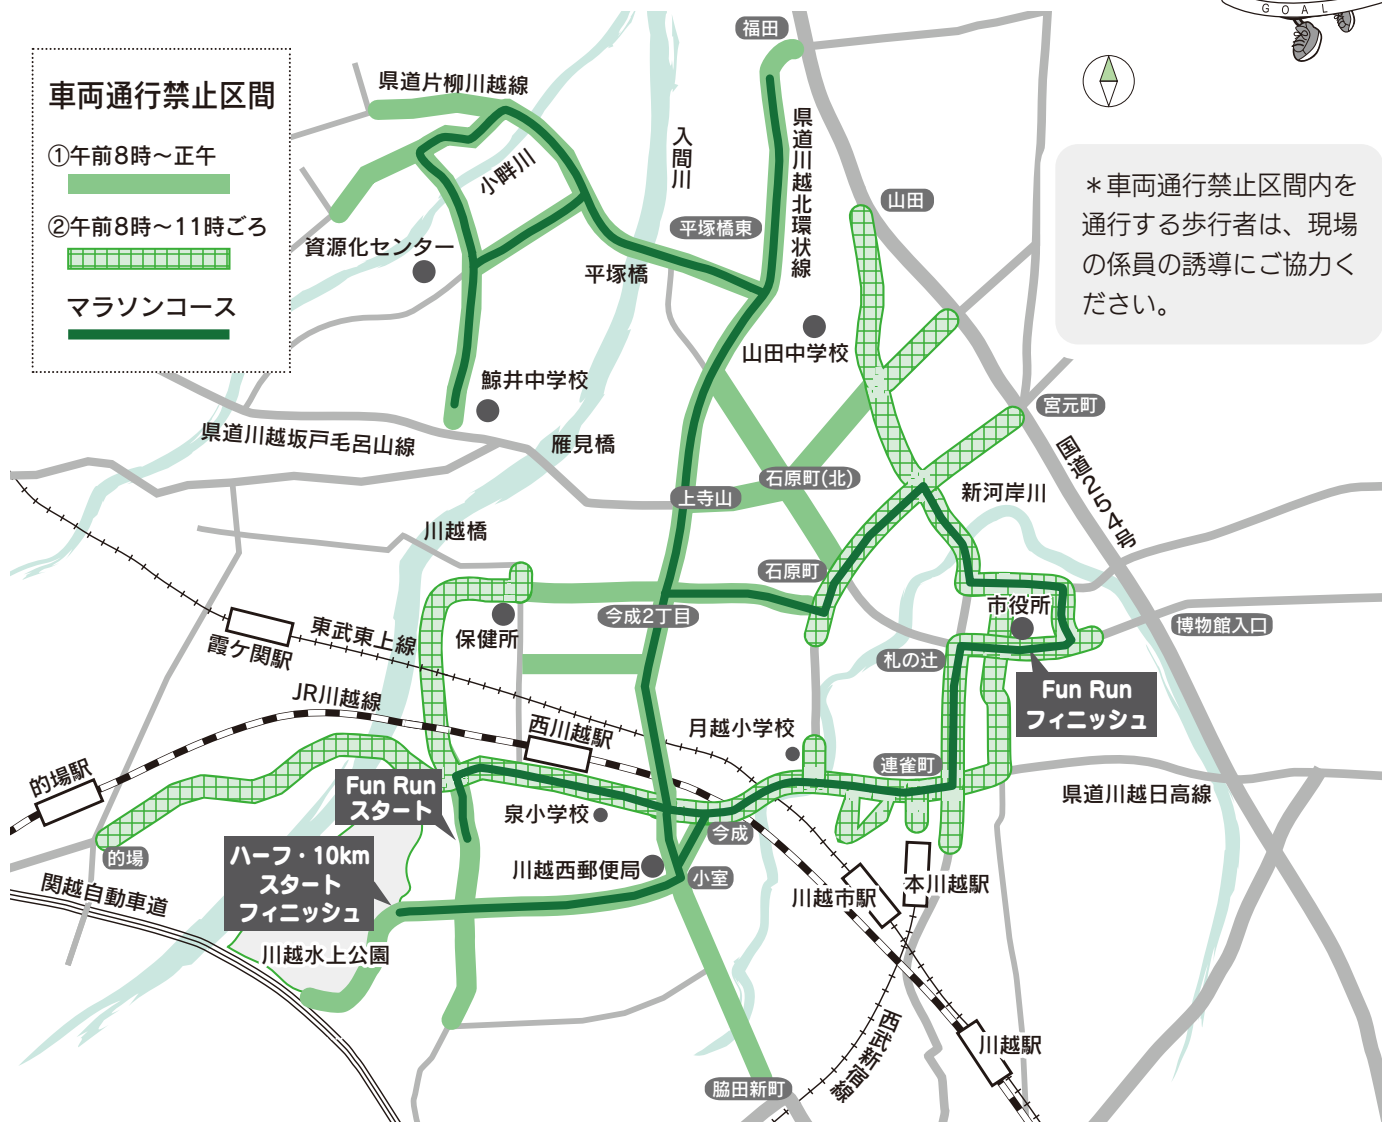 GOAL
車両通行禁止区間
①午前8時～正午
②午前8時～11時ごろ
マラソンコース
＊車両通行禁止区間内を
通行する歩行者は、現場
の係員の誘導にご協力く
ださい。
福田
県道片柳川越線
入間川
県道川越北環状線
小畔川
山田
平塚橋東
資源化センター
平塚橋
山田中学校
鯨井中学校
宮元町
県道川越坂戸毛呂山線
雁見橋
国道254号
石原町(北)
上寺山
新河岸川
川越橋
石原町
今成2丁目
市役所
博物館入口
保健所
東武東上線
霞ケ関駅
札の辻
Fun Run
フィニッシュ
JR川越線
西川越駅
月越小学校
連雀町
的場駅
Fun Run
スタート
県道川越日高線
泉小学校
今成
的場
ハーフ・10km
スタート
フィニッシュ
川越西郵便局
小室
関越自動車道
川越市駅
本川越駅
川越水上公園
西武新宿線
川越駅
脇田新町